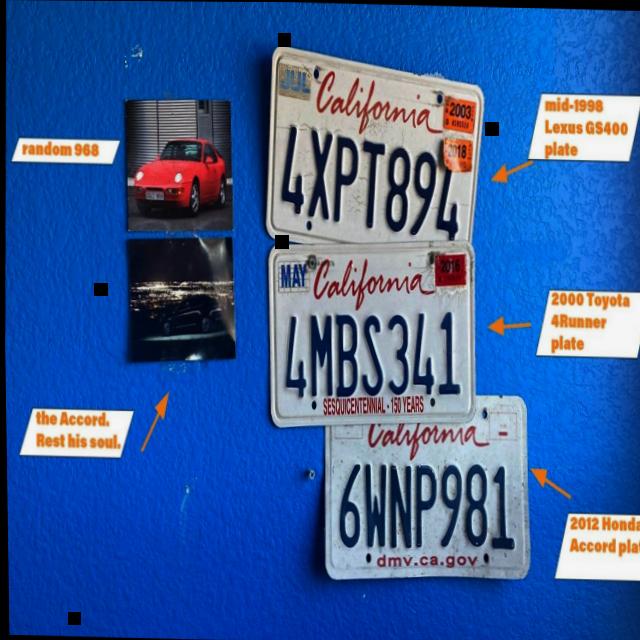 random 968
the Accord.
Rest his soul.
JUL
California
2003
2018
4XPT894
MAY
California
2016
4MBS341
SESQUICENTENNIAL - 150 YEARS
California
6WNP981
dmv.ca.gov
mid-1998
Lexus GS400
plate
2000 Toyota
4Runner
plate
2012 Honda
Accord plat